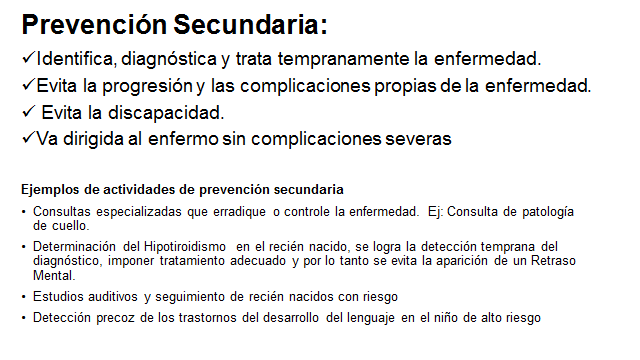 Prevención Secundaria:
✓Identifica, diagnóstica y trata tempranamente la enfermedad.
✓Evita la progresión y las complicaciones propias de la enfermedad.
✓ Evita la discapacidad.
✓Va dirigida al enfermo sin complicaciones severas
Ejemplos de actividades de prevención secundaria
• Consultas especializadas que erradique o controle la enfermedad. Ej: Consulta de patología
de cuello.
• Determinación del Hipotiroidismo en el recién nacido, se logra la detección temprana del
diagnóstico, imponer tratamiento adecuado y por lo tanto se evita la aparición de un Retraso
Mental.
• Estudios auditivos y seguimiento de recién nacidos con riesgo
• Detección precoz de los trastornos del desarrollo del lenguaje en el niño de alto riesgo